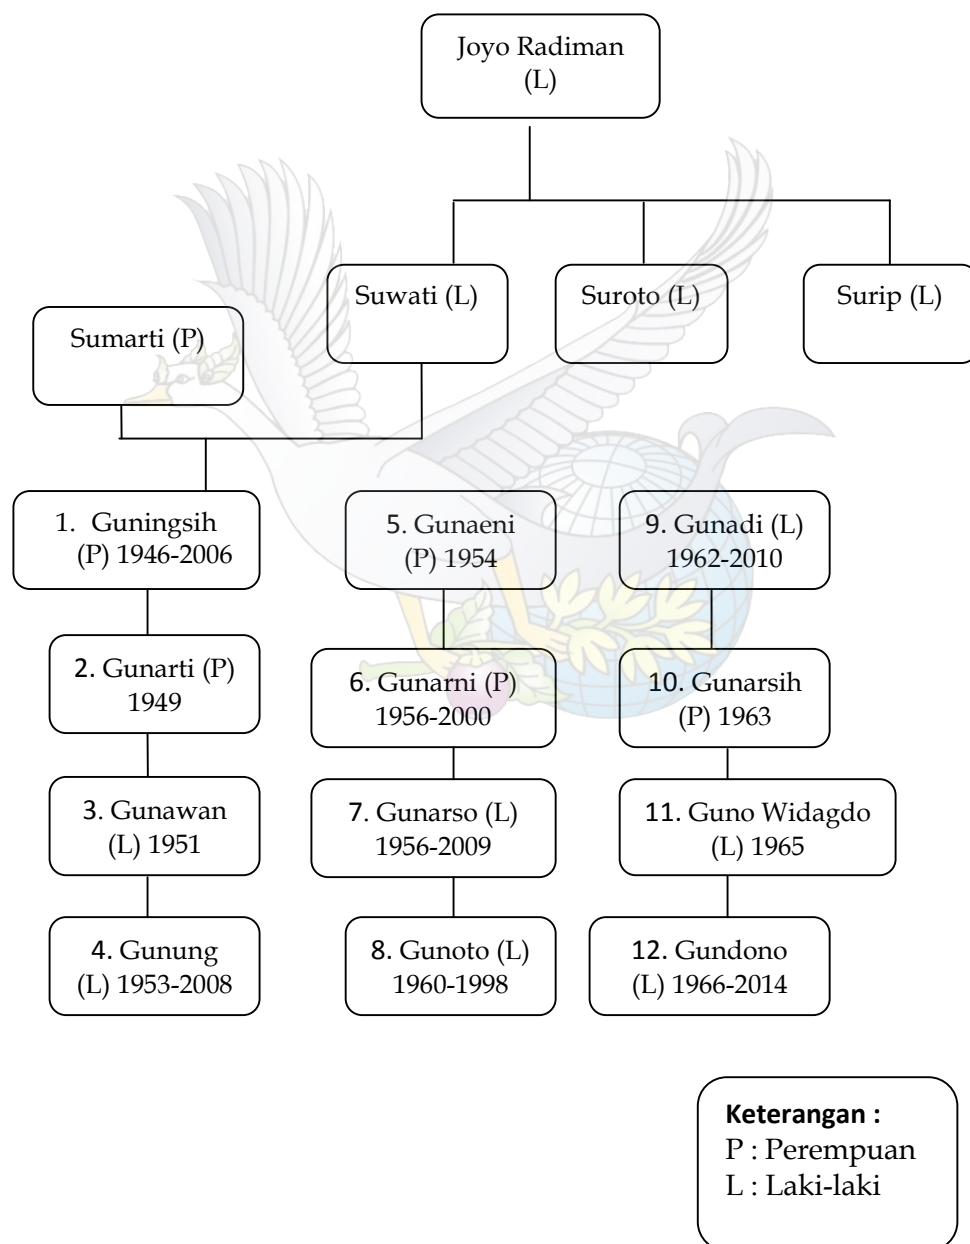 Joyo Radiman
(L)
Suwati (L)
Suroto (L)
Surip (L)
Sumarti (P)
1. Guningsih
(P) 1946-2006
2. Gunarti (P)
1949
3. Gunawan
(L) 1951
4. Gunung
(L) 1953-2008
5. Gunaeni
(P) 1954
6. Gunarni (P)
1956-2000
7. Gunarso (L)
1956-2009
8. Gunoto (L)
1960-1998
9. Gunadi (L)
1962-2010
10. Gunarsih
(P) 1963
11. Guno Widagdo
(L) 1965
12. Gundono
(L) 1966-2014
Keterangan :
P : Perempuan
L : Laki-laki